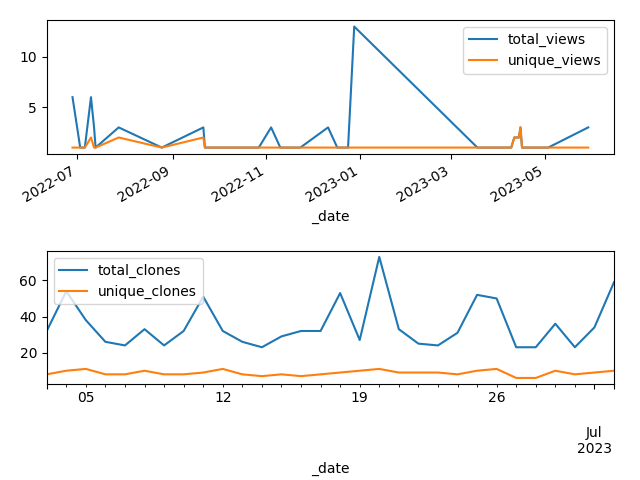 total_views
unique_views
10
5
2022-07
2022-09
2022-11
2023-01
2023-03
2023-05
_date
total_clones
unique_clones
60
40
20
05
12
19
26
Jul
2023
_date